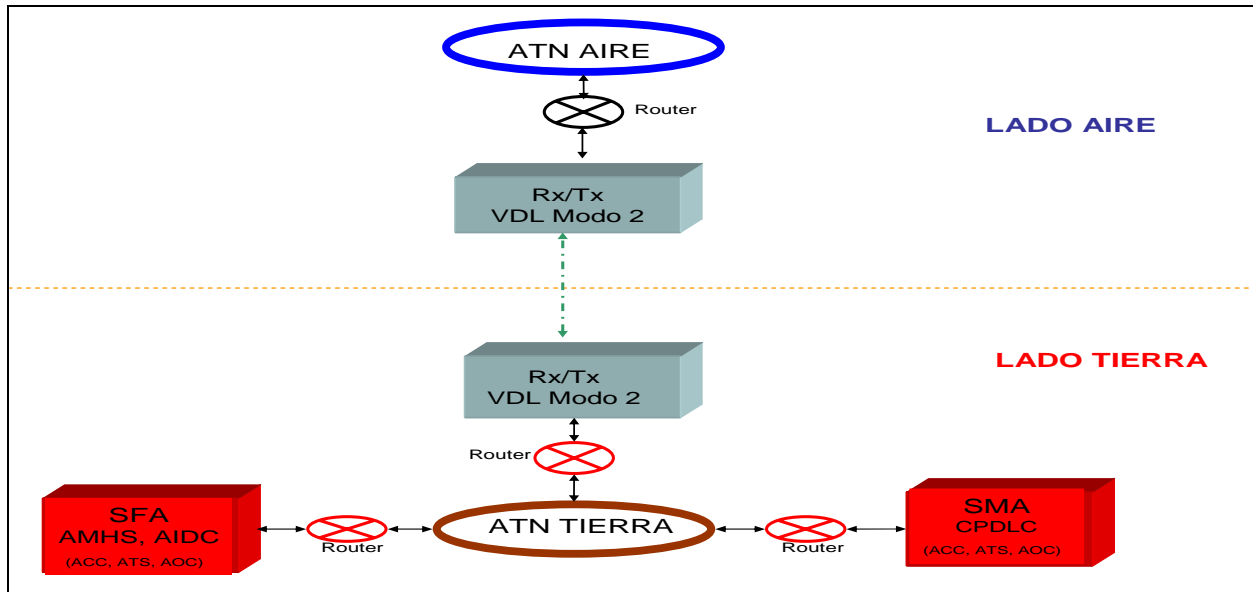 ATN AIRE
Router
LADO AIRE
Rx/Tx
VDL Modo 2
Rx/Tx
VDL Modo 2
LADO TIERRA
Router
SFA
AMHS, AIDC
(ACC, ATS, AOC)
Router
ATN TIERRA
Router
SMA
CPDLC
(ACC, ATS, AOC)